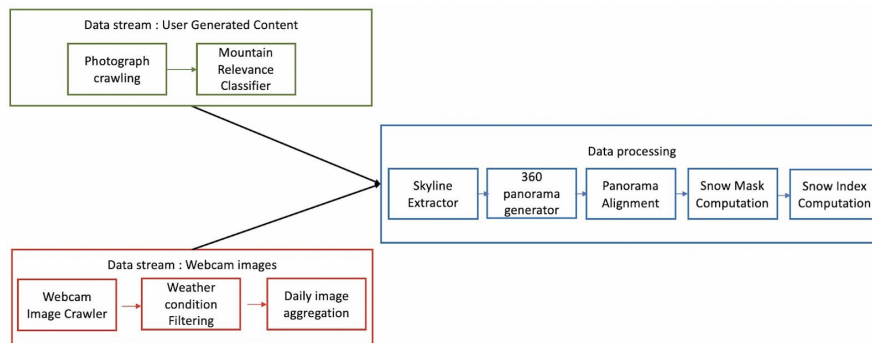 Data stream : User Generated Content
Photograph
crawling
Mountain
Relevance
Classifier
Data processing
Skyline
Extractor
360
panorama
generator
Panorama
Alignment
Snow Mask
Computation
Snow Index
Computation
Data stream : Webcam images
Webcam
Image Crawler
Weather
condition
Filtering
Daily image
aggregation